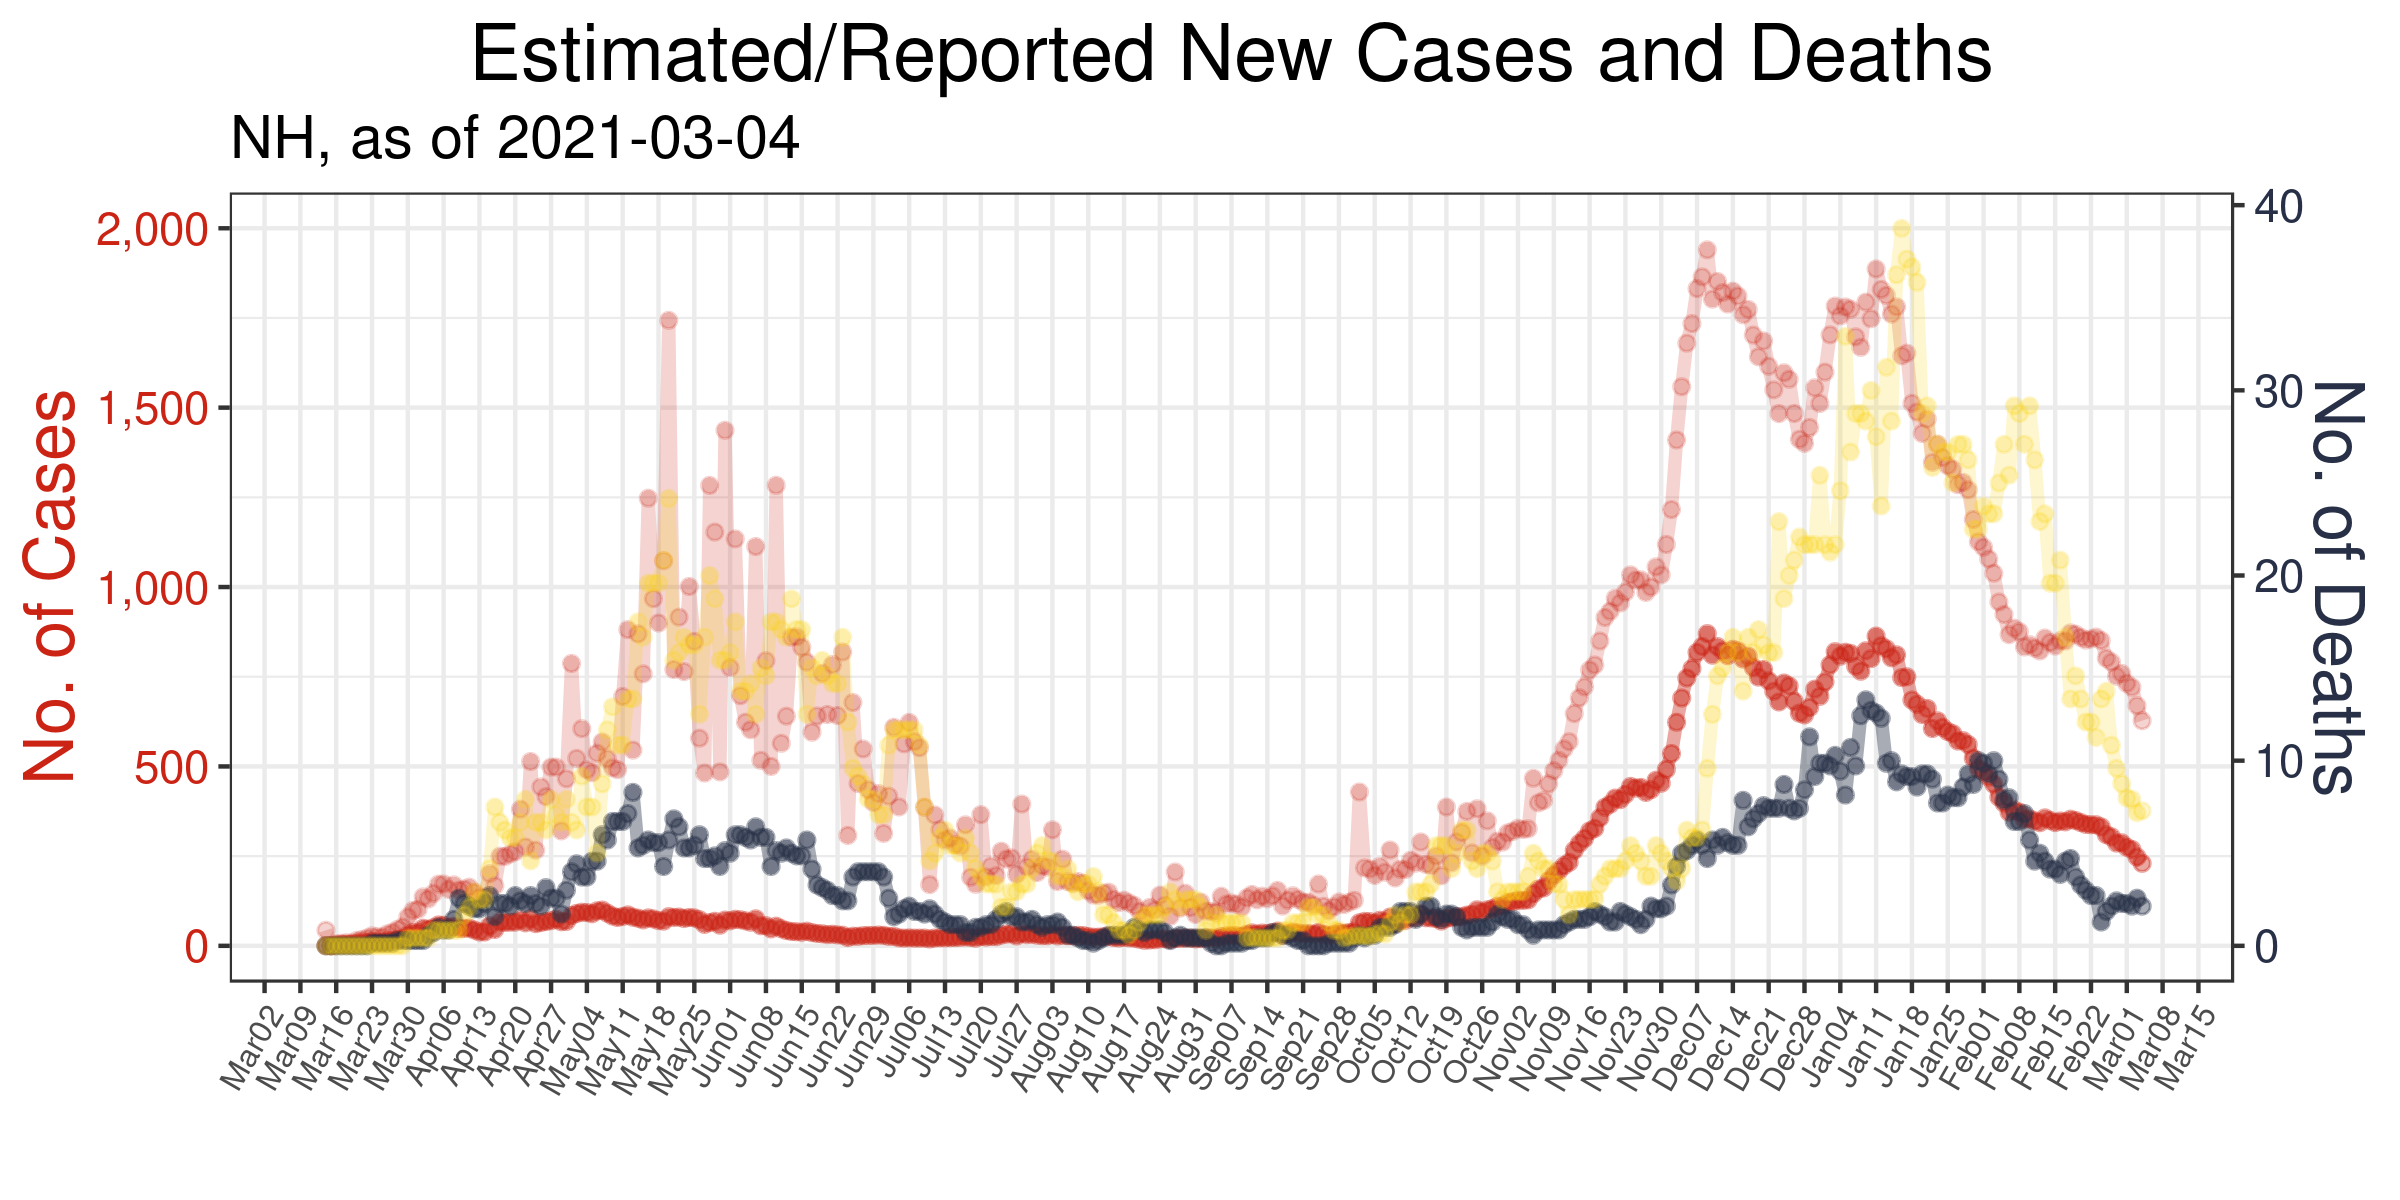 Estimated/Reported New Cases and Deaths
NH, as of 2021-03-04
No. of Cases
2,000
1,500
1,000
500
0
40
30
20
10
0
No. of Deaths
Mar02
Mar09
Mar16
Mar23
Mar30
Apr06
Apr13
Apr20
Apr27
May04
May11
May18
May25
Jun01
Jun08
Jun15
Jun22
Jun29
Jul06
Jul13
Jul20
Jul27
Aug03
Aug10
Aug17
Aug24
Aug31
Sep07
Sep14
Sep21
Sep28
Oct05
Oct12
Oct19
Oct26
Nov02
Nov09
Nov16
Nov23
Nov30
Dec07
Dec14
Dec21
Dec28
Jan04
Jan11
Jan18
Jan25
Feb01
Feb08
Feb15
Feb22
Mar01
Mar08
Mar15